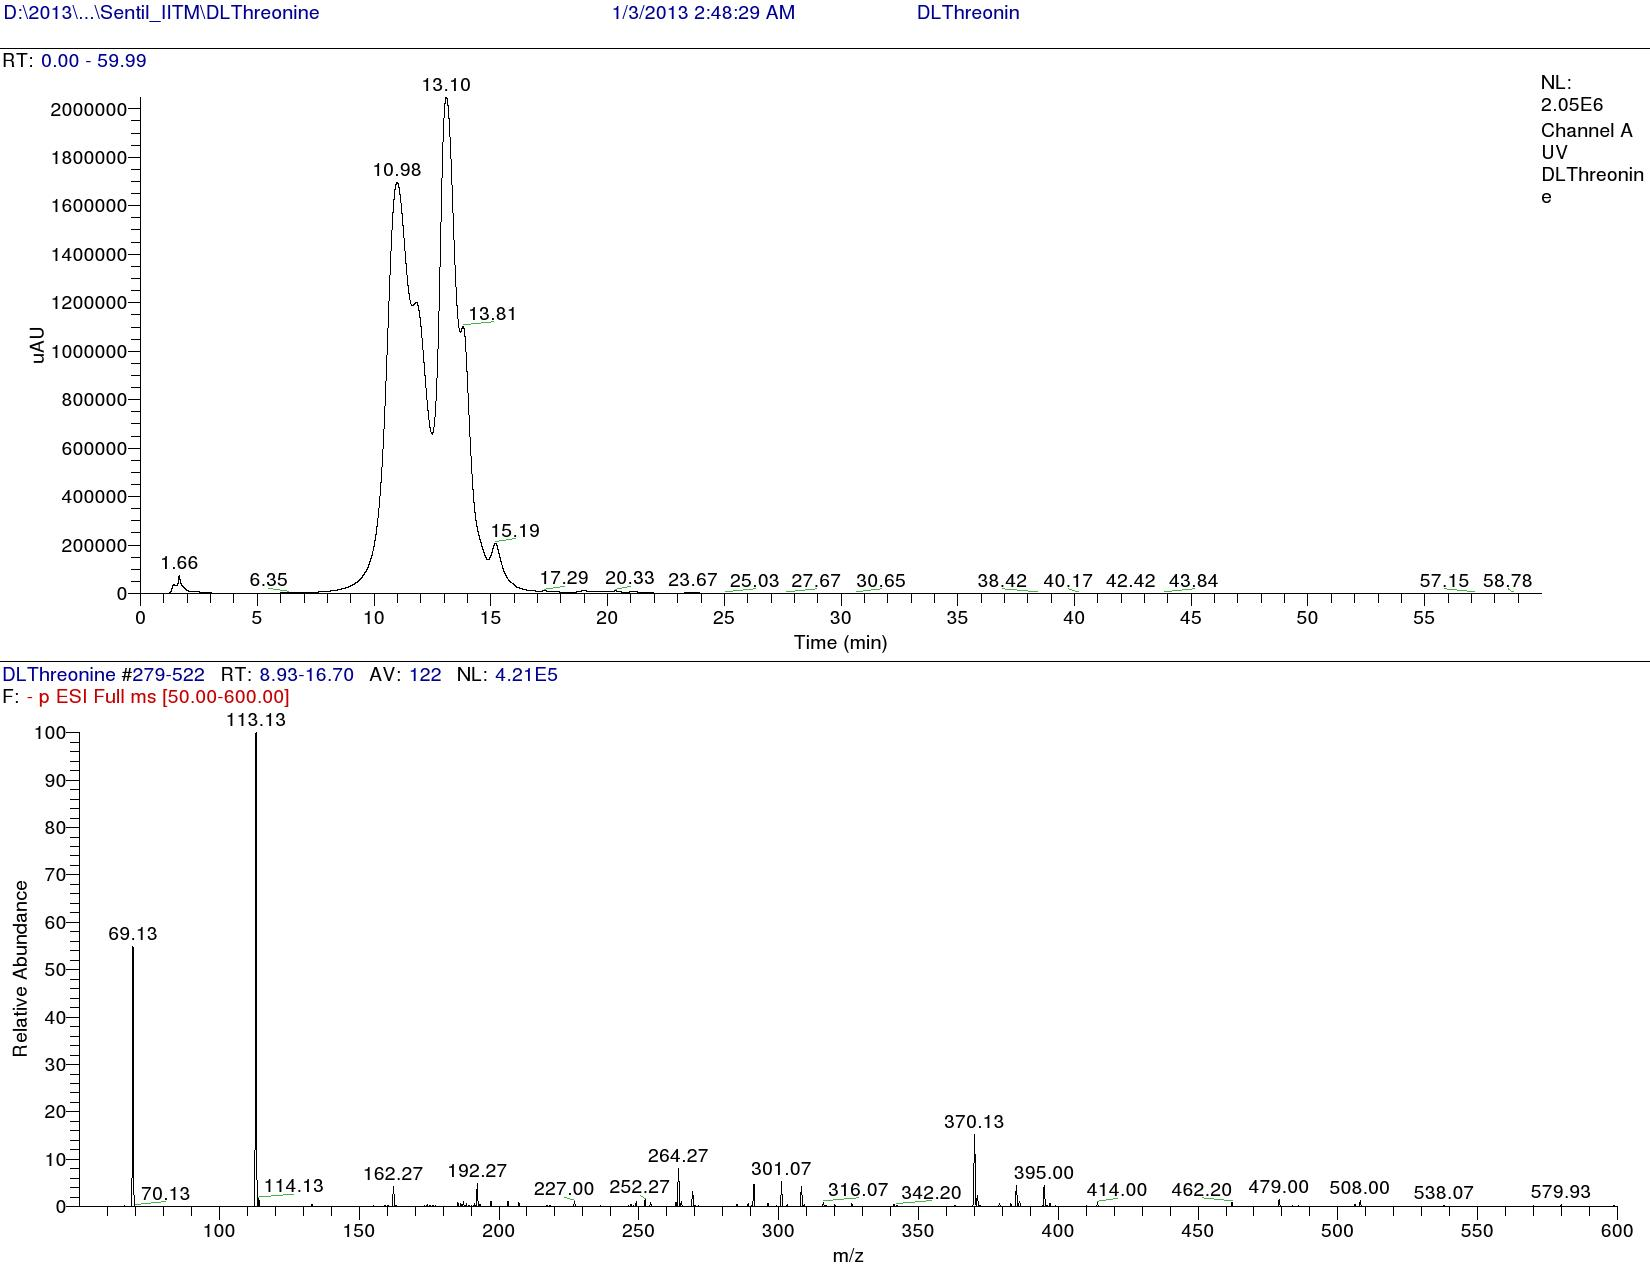 D:\2013\...\Sentil_IITM\DLThreonine 1/3/2013 2:48:29 AM DLThreonin
RT: 0.00 - 59.99
NL:
2.05E6
Channel A
UV
DLThreonin
e
13.10
10.98
13.81
15.19
1.66
6.35
17.29 20.33 23.67 25.03 27.67 30.65 38.42 40.17 42.42 43.84 57.15 58.78
2000000
1800000
1600000
1400000
1200000
1000000
800000
600000
400000
200000
0
uAU
0 5 10 15 20 25 30 35 40 45 50 55
Time (min)
DLThreonine #279-522 RT: 8.93-16.70 AV: 122 NL: 4.21E5
F: - p ESI Full ms [50.00-600.00]
113.13
69.13
370.13
264.27
301.07
162.27 192.27 395.00
70.13 114.13 227.00 252.27 316.07 342.20 414.00 462.20 479.00 508.00 538.07 579.93
100
90
80
70
60
50
40
30
20
10
0
Relative Abundance
100 150 200 250 300 350 400 450 500 550 600
m/z